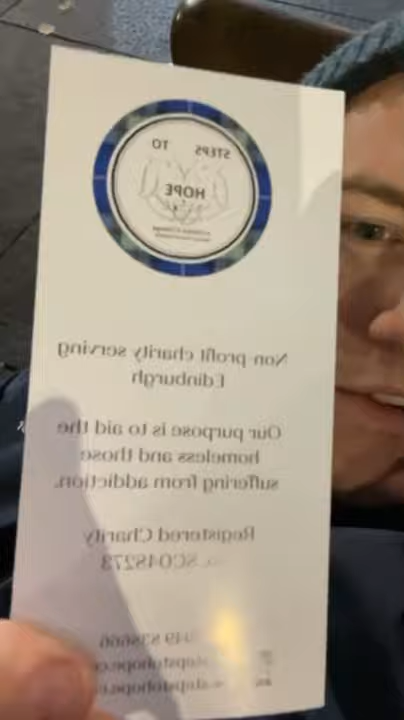 STEPS TO
HOPE
Non profit charity serving
Edinburgh
Our purpose is to aid the
homeless and those
suffering from addiction.
Registered Charity
SC048273